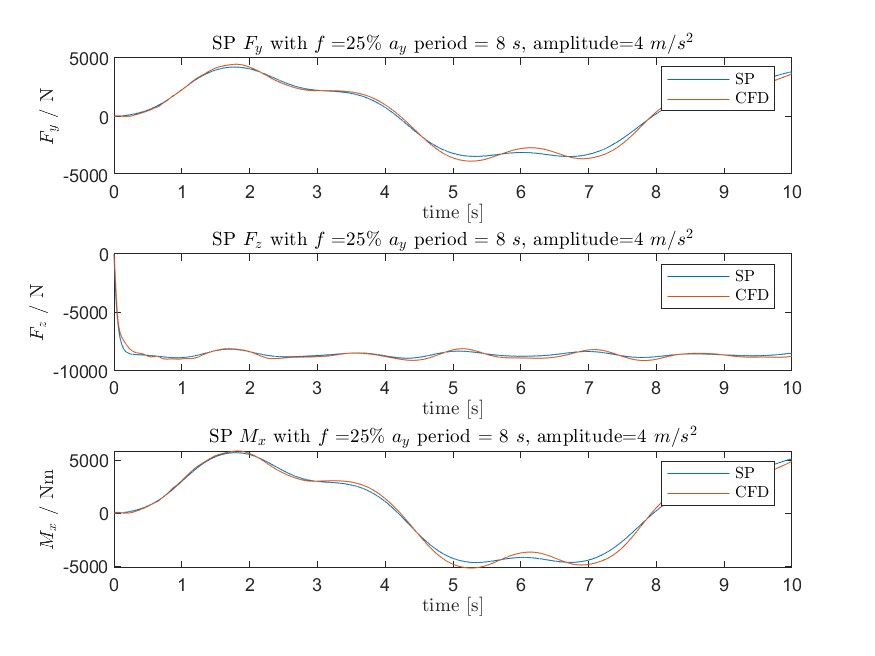 SP F_y with f =25% a_y period = 8 s, amplitude=4 m/s^2
5000
0
-5000
F_y / N
SP
CFD
0 1 2 3 4 5 6 7 8 9 10
time [s]
SP F_z with f =25% a_y period = 8 s, amplitude=4 m/s^2
0
-5000
-10000
F_z / N
SP
CFD
0 1 2 3 4 5 6 7 8 9 10
time [s]
SP M_x with f =25% a_y period = 8 s, amplitude=4 m/s^2
5000
0
-5000
M_x / Nm
SP
CFD
0 1 2 3 4 5 6 7 8 9 10
time [s]